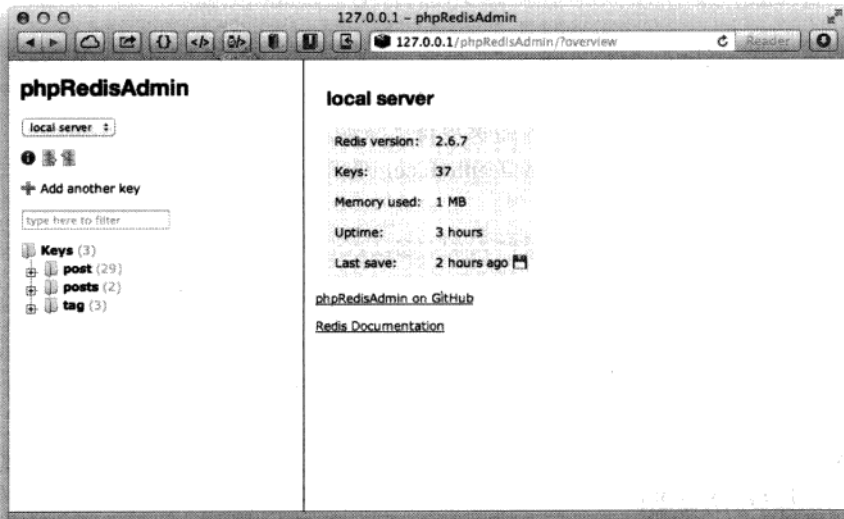 127.0.0.1 – phpRedisAdmin
127.0.0.1/phpRedisAdmin/?overview
Reader
phpRedisAdmin
local server
Add another key
type here to filter
Keys (3)
post (29)
posts (2)
tag (3)
local server
Redis version: 2.6.7
Keys: 37
Memory used: 1 MB
Uptime: 3 hours
Last save: 2 hours ago
phpRedisAdmin on GitHub
Redis Documentation